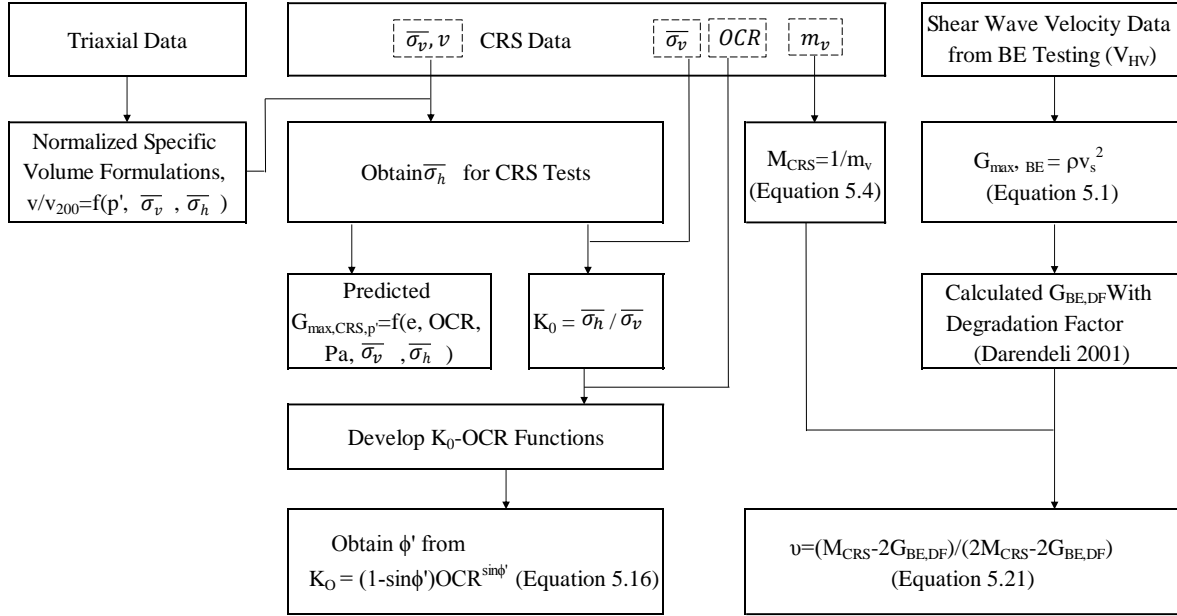 Triaxial Data
σ̅v, v CRS Data σ̅v OCR mv
Shear Wave Velocity Data
from BE Testing (VHV)
Normalized Specific
Volume Formulations,
v/v200=f(p', σ̅v , σ̅h )
Obtain σ̅h for CRS Tests
MCRS=1/mv
(Equation 5.4)
Gmax, BE = ρvs²
(Equation 5.1)
Predicted
Gmax,CRS,p'=f(e, OCR,
Pa, σ̅v , σ̅h )
K0 = σ̅h / σ̅v
Calculated GBE,DFWith
Degradation Factor
(Darendeli 2001)
Develop K0-OCR Functions
Obtain ϕ' from
KO = (1-sinϕ')OCR^sinϕ' (Equation 5.16)
υ=(MCRS-2GBE,DF)/(2MCRS-2GBE,DF)
(Equation 5.21)